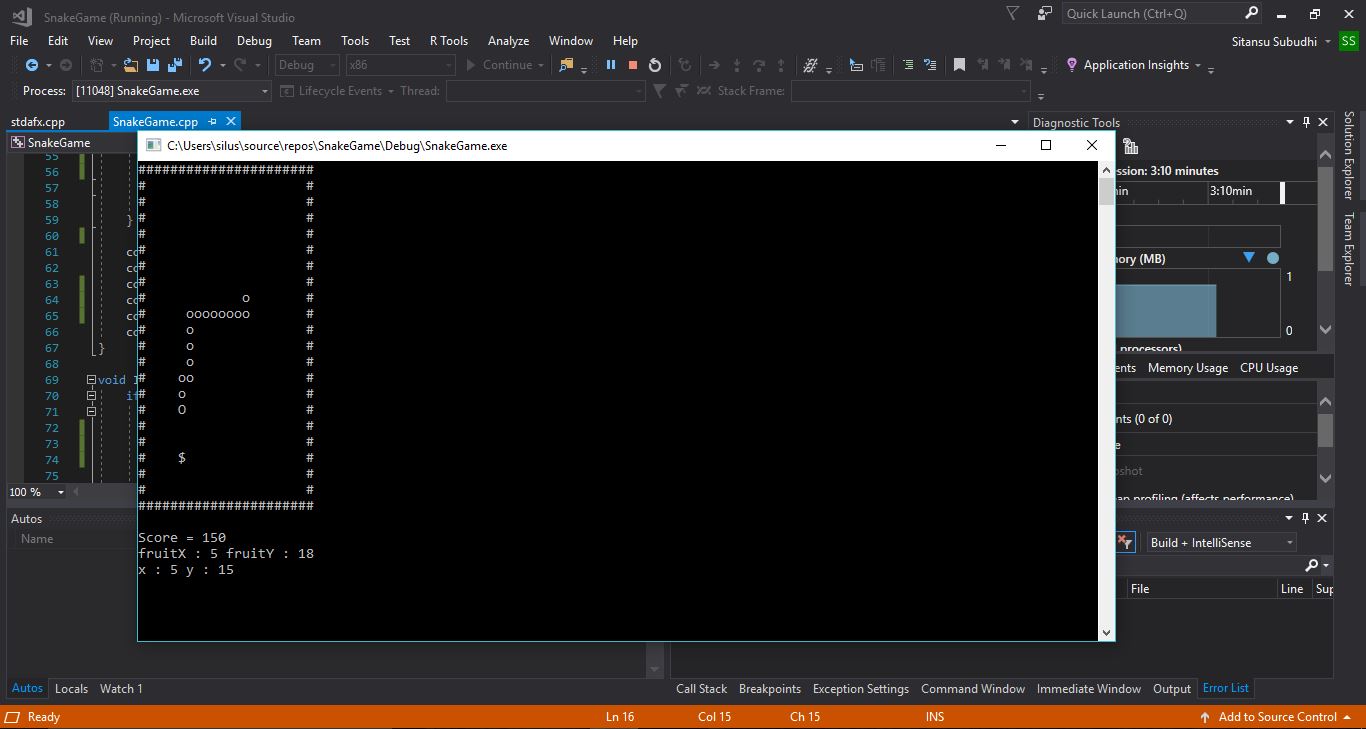 SnakeGame (Running) - Microsoft Visual Studio
Quick Launch (Ctrl+Q)
File Edit View Project Build Debug Team Tools Test R Tools Analyze Window Help
Sitansu Subudhi SS
Debug x86 Continue Application Insights
Process: [11048] SnakeGame.exe Lifecycle Events Thread: Stack Frame:
stdafx.cpp SnakeGame.cpp
Diagnostic Tools
SnakeGame
C:\Users\silus\source\repos\SnakeGame\Debug\SnakeGame.exe
Solution Explorer
Team Explorer
55
56
57
58
59 }
60
61 co
62 co
63 co
64 co
65 co
66 co
67 }
68
69 void I
70 if
71
72
73
74
75
100 %
######################
#                    #
#                    #
#                    #
#                    #
#                    #
#                    #
#                    #
#            o       #
#     oooooooo       #
#     o              #
#     o              #
#     o              #
#    oo              #
#    o               #
#    O               #
#                    #
#                    #
#    $               #
#                    #
#                    #
######################
Score = 150
fruitX : 5 fruitY : 18
x : 5 y : 15
ssion: 3:10 minutes
in 3:10min
ory (MB)
1
0
processors)
ents Memory Usage CPU Usage
nts (0 of 0)
e
shot
ap profiling (affects performance)
Autos
Name
Build + IntelliSense
File Line Sup
Autos Locals Watch 1
Call Stack Breakpoints Exception Settings Command Window Immediate Window Output Error List
Ready Ln 16 Col 15 Ch 15 INS Add to Source Control